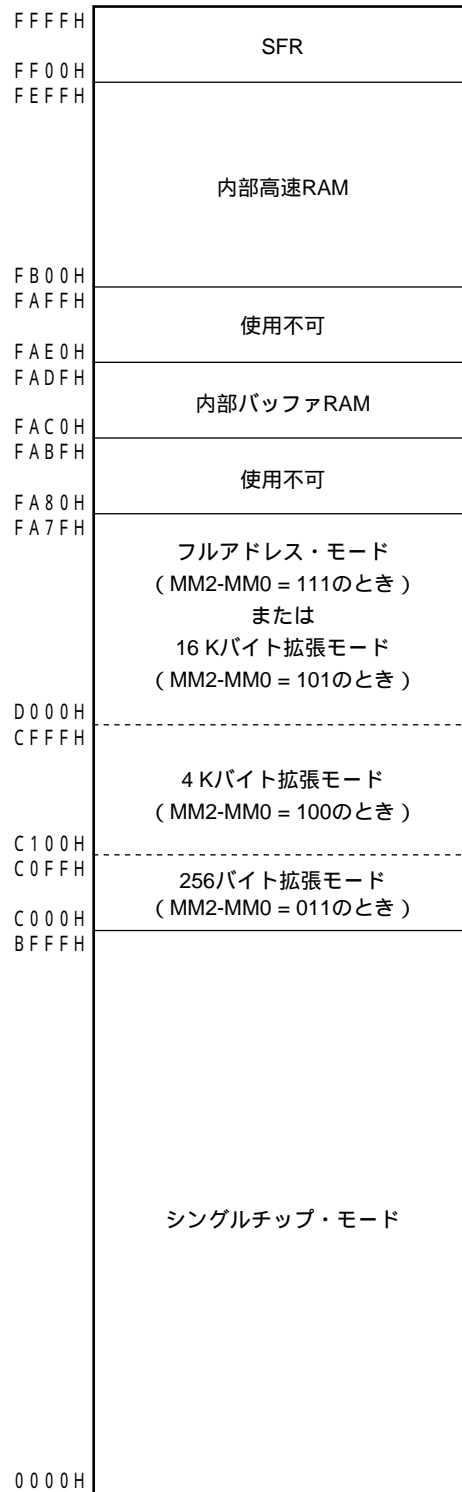 FFFFH
SFR
FF00H
FEFFH
内部高速RAM
FB00H
FAFFH
使用不可
FAE0H
FADFH
内部バッファRAM
FAC0H
FABFH
使用不可
FA80H
FA7FH
フルアドレス・モード
（MM2-MM0 = 111のとき）
または
16 Kバイト拡張モード
（MM2-MM0 = 101のとき）
D000H
CFFFH
4 Kバイト拡張モード
（MM2-MM0 = 100のとき）
C100H
C0FFH
256バイト拡張モード
（MM2-MM0 = 011のとき）
C000H
BFFFH
シングルチップ・モード
0000H